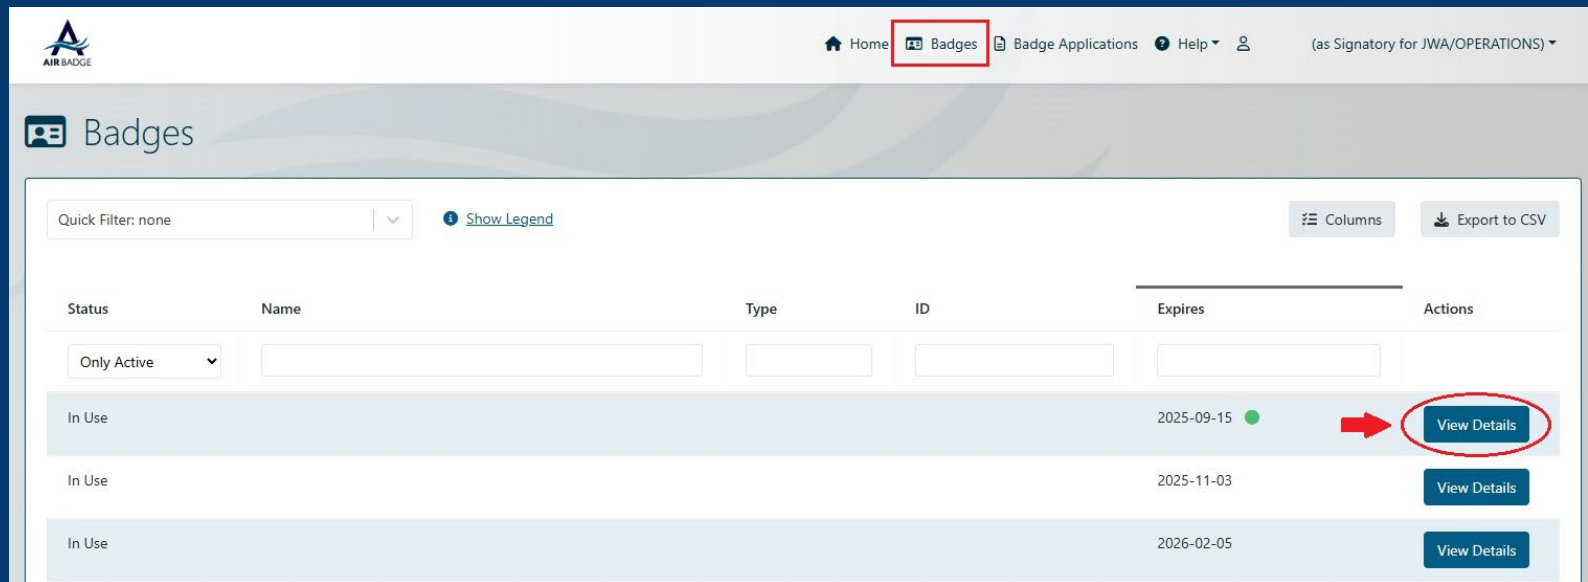 AIR BADGE
Home Badges Badge Applications Help (as Signatory for JWA/OPERATIONS)
Badges
Quick Filter: none Show Legend Columns Export to CSV
Status Name Type ID Expires Actions
Only Active
In Use 2025-09-15 View Details
In Use 2025-11-03 View Details
In Use 2026-02-05 View Details